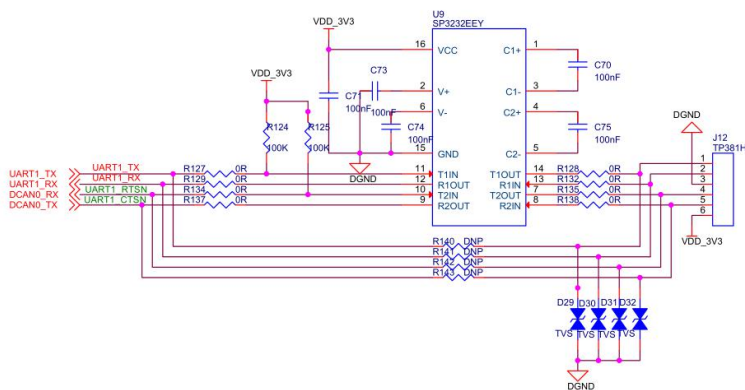 U9
SP3232EEY
VDD_3V3
16 VCC C1+ 1
C73
C70
100nF
VDD_3V3
2 V+ C1- 3
C71
100nF
100nF
6 V- C2+ 4
DGND
R124
R125
C74
100nF
C75
100nF
J12
TP381H
100K
100K
15 GND C2- 5
DGND
1
UART1_TX UART1_TX R127 0R 11 T1IN T1OUT 14 R128 0R 2
UART1_RX UART1_RX R129 0R 12 R1OUT R1IN 13 R132 0R 3
DCAN0_RX UART1_RTSN R134 0R 10 T2IN T2OUT 7 R135 0R 4
DCAN0_TX UART1_CTSN R137 0R 9 R2OUT R2IN 8 R138 0R 5
6
VDD_3V3
R140 DNP
R141 DNP
R142 DNP
R143 DNP
D29 D30 D31 D32
TVS TVS TVS TVS
DGND